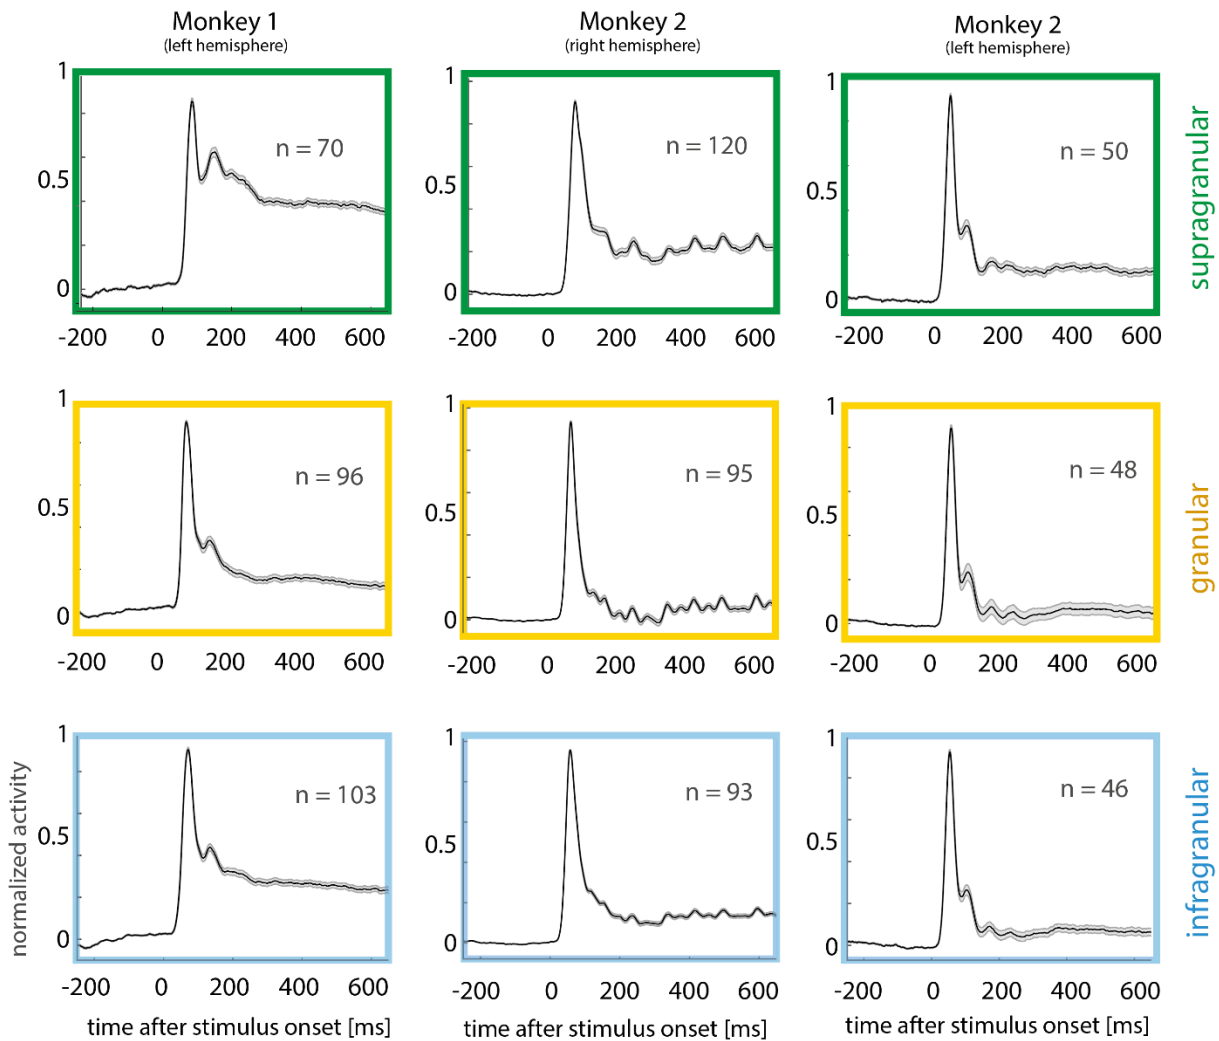 Monkey 1
(left hemisphere)
Monkey 2
(right hemisphere)
Monkey 2
(left hemisphere)
1
0.5
0
n = 70
-200 0 200 400 600
1
0.5
0
n = 120
-200 0 200 400 600
1
0.5
0
n = 50
-200 0 200 400 600
supragranular
1
0.5
0
n = 96
-200 0 200 400 600
1
0.5
0
n = 95
-200 0 200 400 600
1
0.5
0
n = 48
-200 0 200 400 600
granular
normalized activity
1
0.5
0
n = 103
-200 0 200 400 600
time after stimulus onset [ms]
1
0.5
0
n = 93
-200 0 200 400 600
time after stimulus onset [ms]
1
0.5
0
n = 46
-200 0 200 400 600
time after stimulus onset [ms]
infragranular